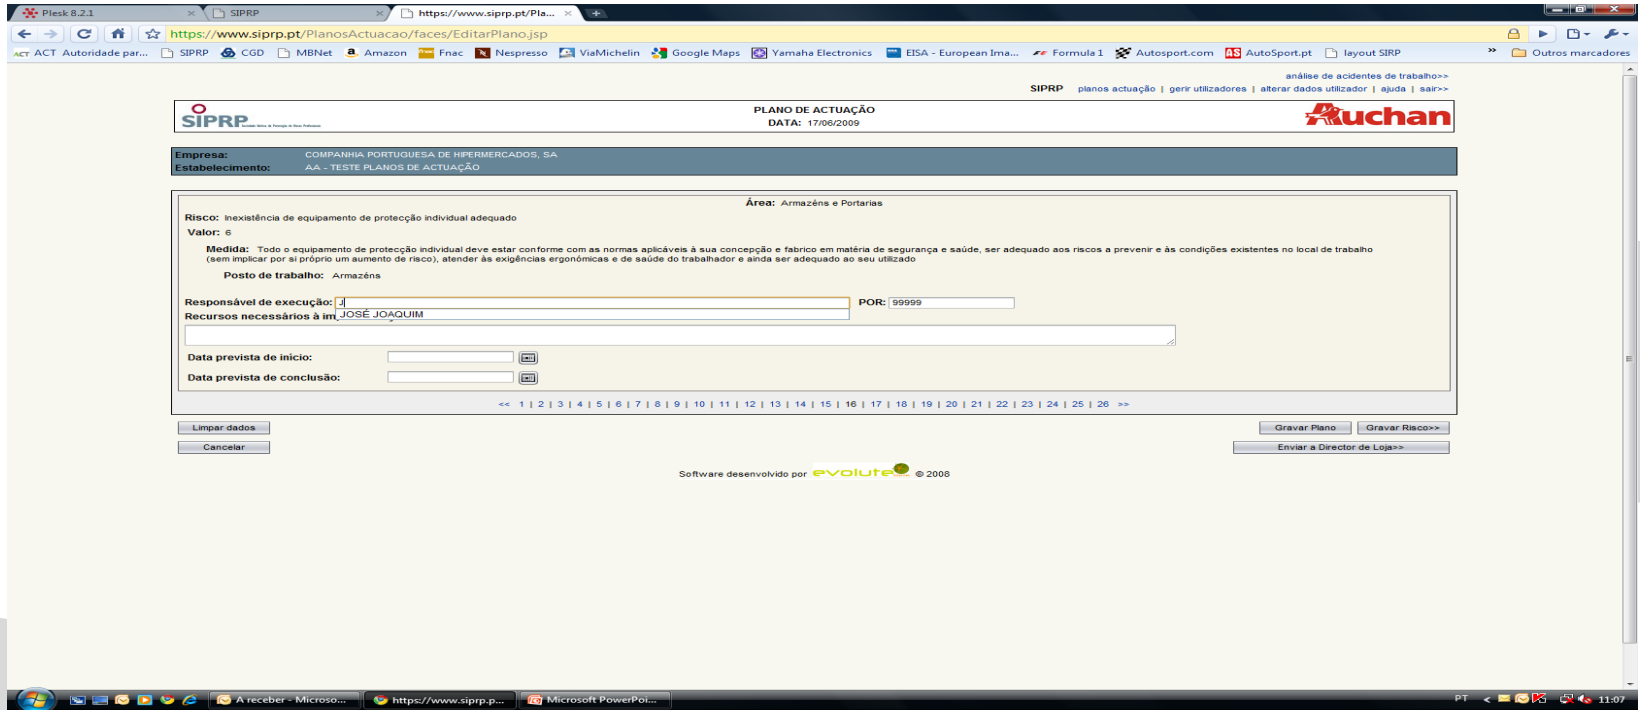 Plesk 8.2.1
SIPRP
https://www.siprp.pt/Pla...
https://www.siprp.pt/PlanosActuacao/faces/EditarPlano.jsp
ACT ACT Autoridade par... SIPRP CGD MBNet a Amazon Fnac Nespresso ViaMichelin Google Maps Yamaha Electronics EISA - European Ima... Formula 1 Autosport.com AS AutoSport.pt layout SIRP » Outros marcadores
análise de acidentes de trabalho>>
SIPRP planos actuação | gerir utilizadores | alterar dados utilizador | ajuda | sair>>
SIPRP
PLANO DE ACTUAÇÃO
DATA: 17/06/2009
Auchan
Empresa: COMPANHIA PORTUGUESA DE HIPERMERCADOS, SA
Estabelecimento: AA - TESTE PLANOS DE ACTUAÇÃO
Área: Armazéns e Portarias
Risco: Inexistência de equipamento de protecção individual adequado
Valor: 6
Medida: Todo o equipamento de protecção individual deve estar conforme com as normas aplicáveis à sua concepção e fabrico em matéria de segurança e saúde, ser adequado aos riscos a prevenir e às condições existentes no local de trabalho
(sem implicar por si próprio um aumento de risco), atender às exigências ergonómicas e de saúde do trabalhador e ainda ser adequado ao seu utilizado
Posto de trabalho: Armazéns
Responsável de execução: J POR: 99999
Recursos necessários à im JOSÉ JOAQUIM
Data prevista de inicio:
Data prevista de conclusão:
<< 1 | 2 | 3 | 4 | 5 | 6 | 7 | 8 | 9 | 10 | 11 | 12 | 13 | 14 | 15 | 16 | 17 | 18 | 19 | 20 | 21 | 22 | 23 | 24 | 25 | 26 >>
Limpar dados Gravar Plano Gravar Risco>>
Cancelar Enviar a Director de Loja>>
Software desenvolvido por evolute © 2008
A receber - Microso... https://www.siprp.p... Microsoft PowerPoi... PT < 11:07